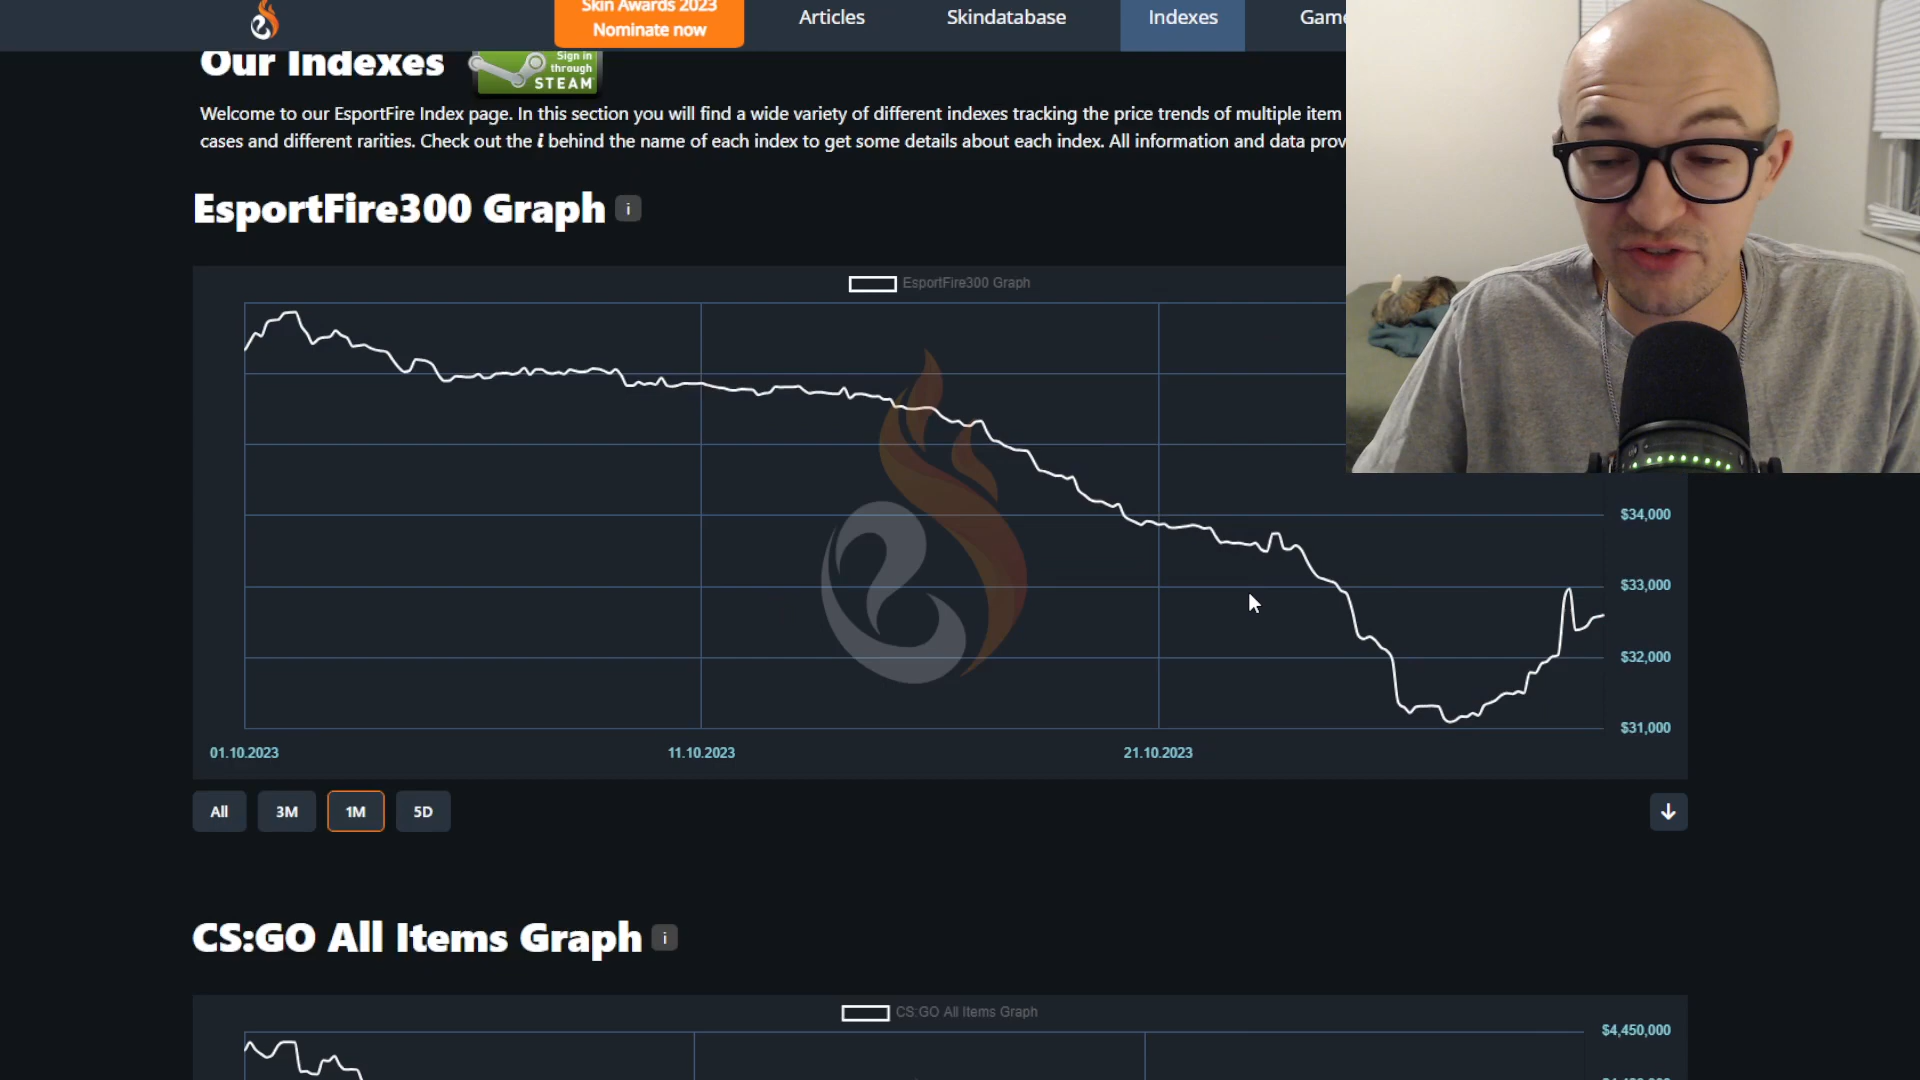 Skin Awards 2023
Nominate now
Articles
Skindatabase
Indexes
Our Indexes
Sign in
through
STEAM
Welcome to our EsportFire Index page. In this section you will find a wide variety of different indexes tracking the price trends of multiple item
cases and different rarities. Check out the i behind the name of each index to get some details about each index. All information and data prov
EsportFire300 Graph i
EsportFire300 Graph
$34,000
$33,000
$32,000
$31,000
01.10.2023
11.10.2023
21.10.2023
All
3M
1M
5D
CS:GO All Items Graph i
CS:GO All Items Graph
$4,450,000